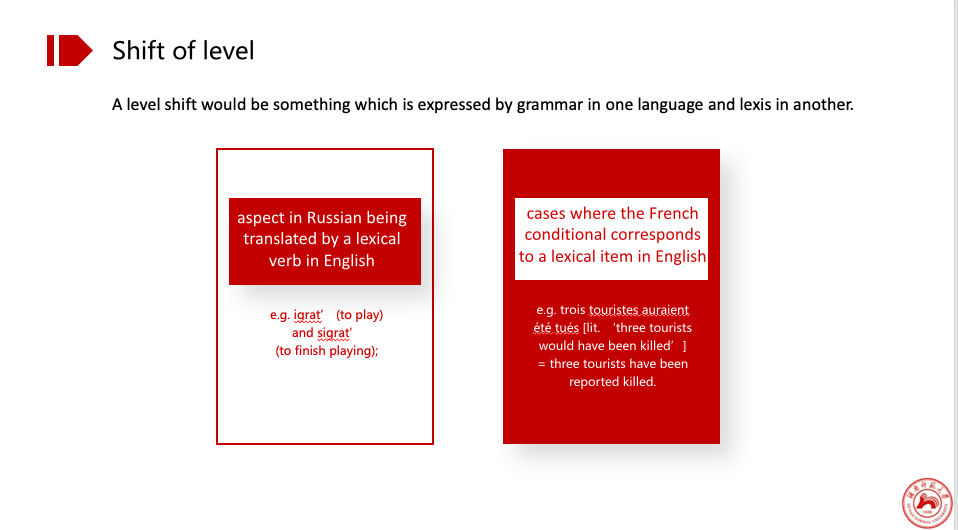 Shift of level
A level shift would be something which is expressed by grammar in one language and lexis in another.
aspect in Russian being
translated by a lexical
verb in English
e.g. igrat’ (to play)
and sigrat’
(to finish playing);
cases where the French
conditional corresponds
to a lexical item in English
e.g. trois touristes auraient
été tués [lit. ‘three tourists
would have been killed’ ]
= three tourists have been
reported killed.